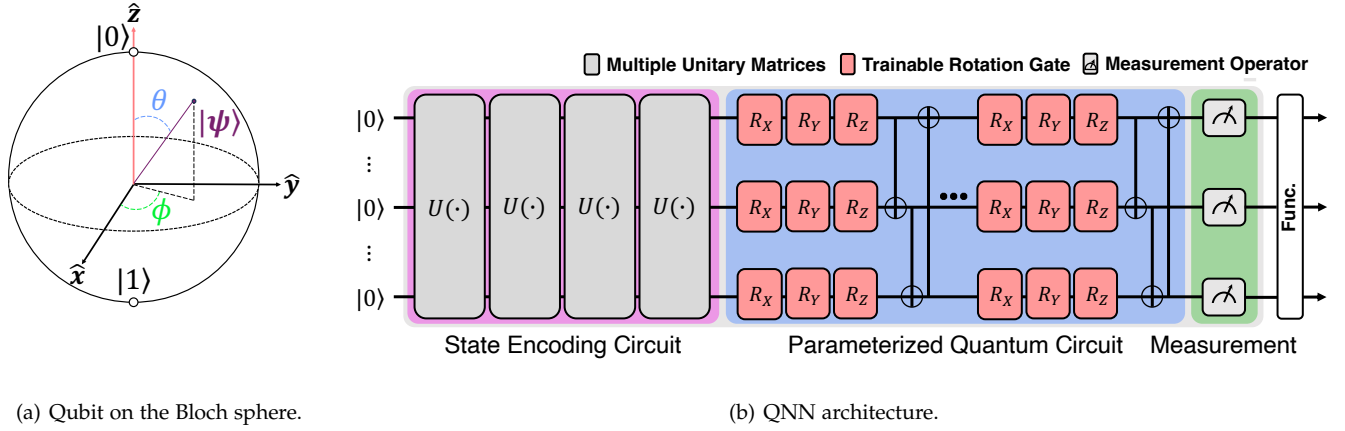 ẑ
|0⟩
θ
|ψ⟩
ŷ
ϕ
x̂
|1⟩
(a) Qubit on the Bloch sphere.
Multiple Unitary Matrices Trainable Rotation Gate Measurement Operator
|0⟩ R_X R_Y R_Z R_X R_Y R_Z
⋮
|0⟩ U(·) U(·) U(·) U(·) R_X R_Y R_Z ••• R_X R_Y R_Z Func.
⋮
|0⟩ R_X R_Y R_Z R_X R_Y R_Z
State Encoding Circuit Parameterized Quantum Circuit Measurement
(b) QNN architecture.